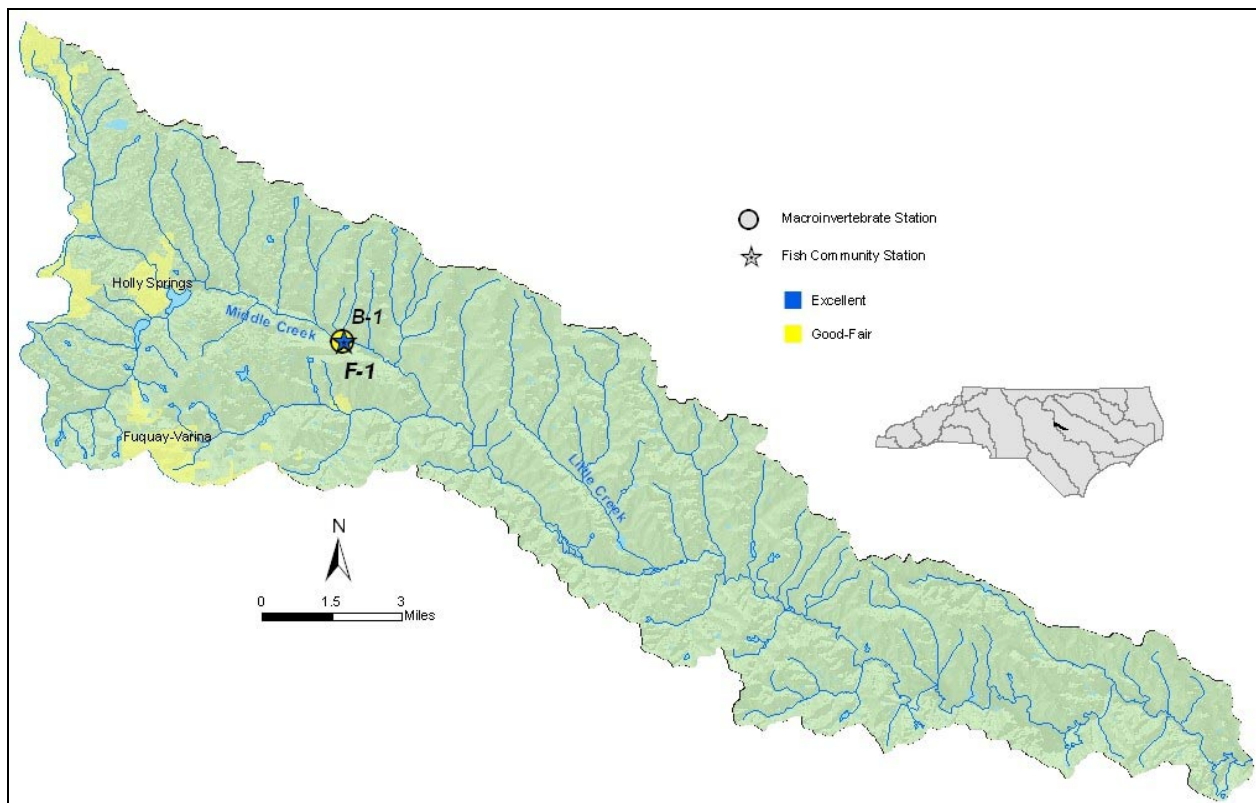 Macroinvertebrate Station
Fish Community Station
Holly Springs
Excellent
Middle Creek
B-1
Good-Fair
F-1
Fuquay-Varina
Little Creek
N
0 1.5 3
Miles